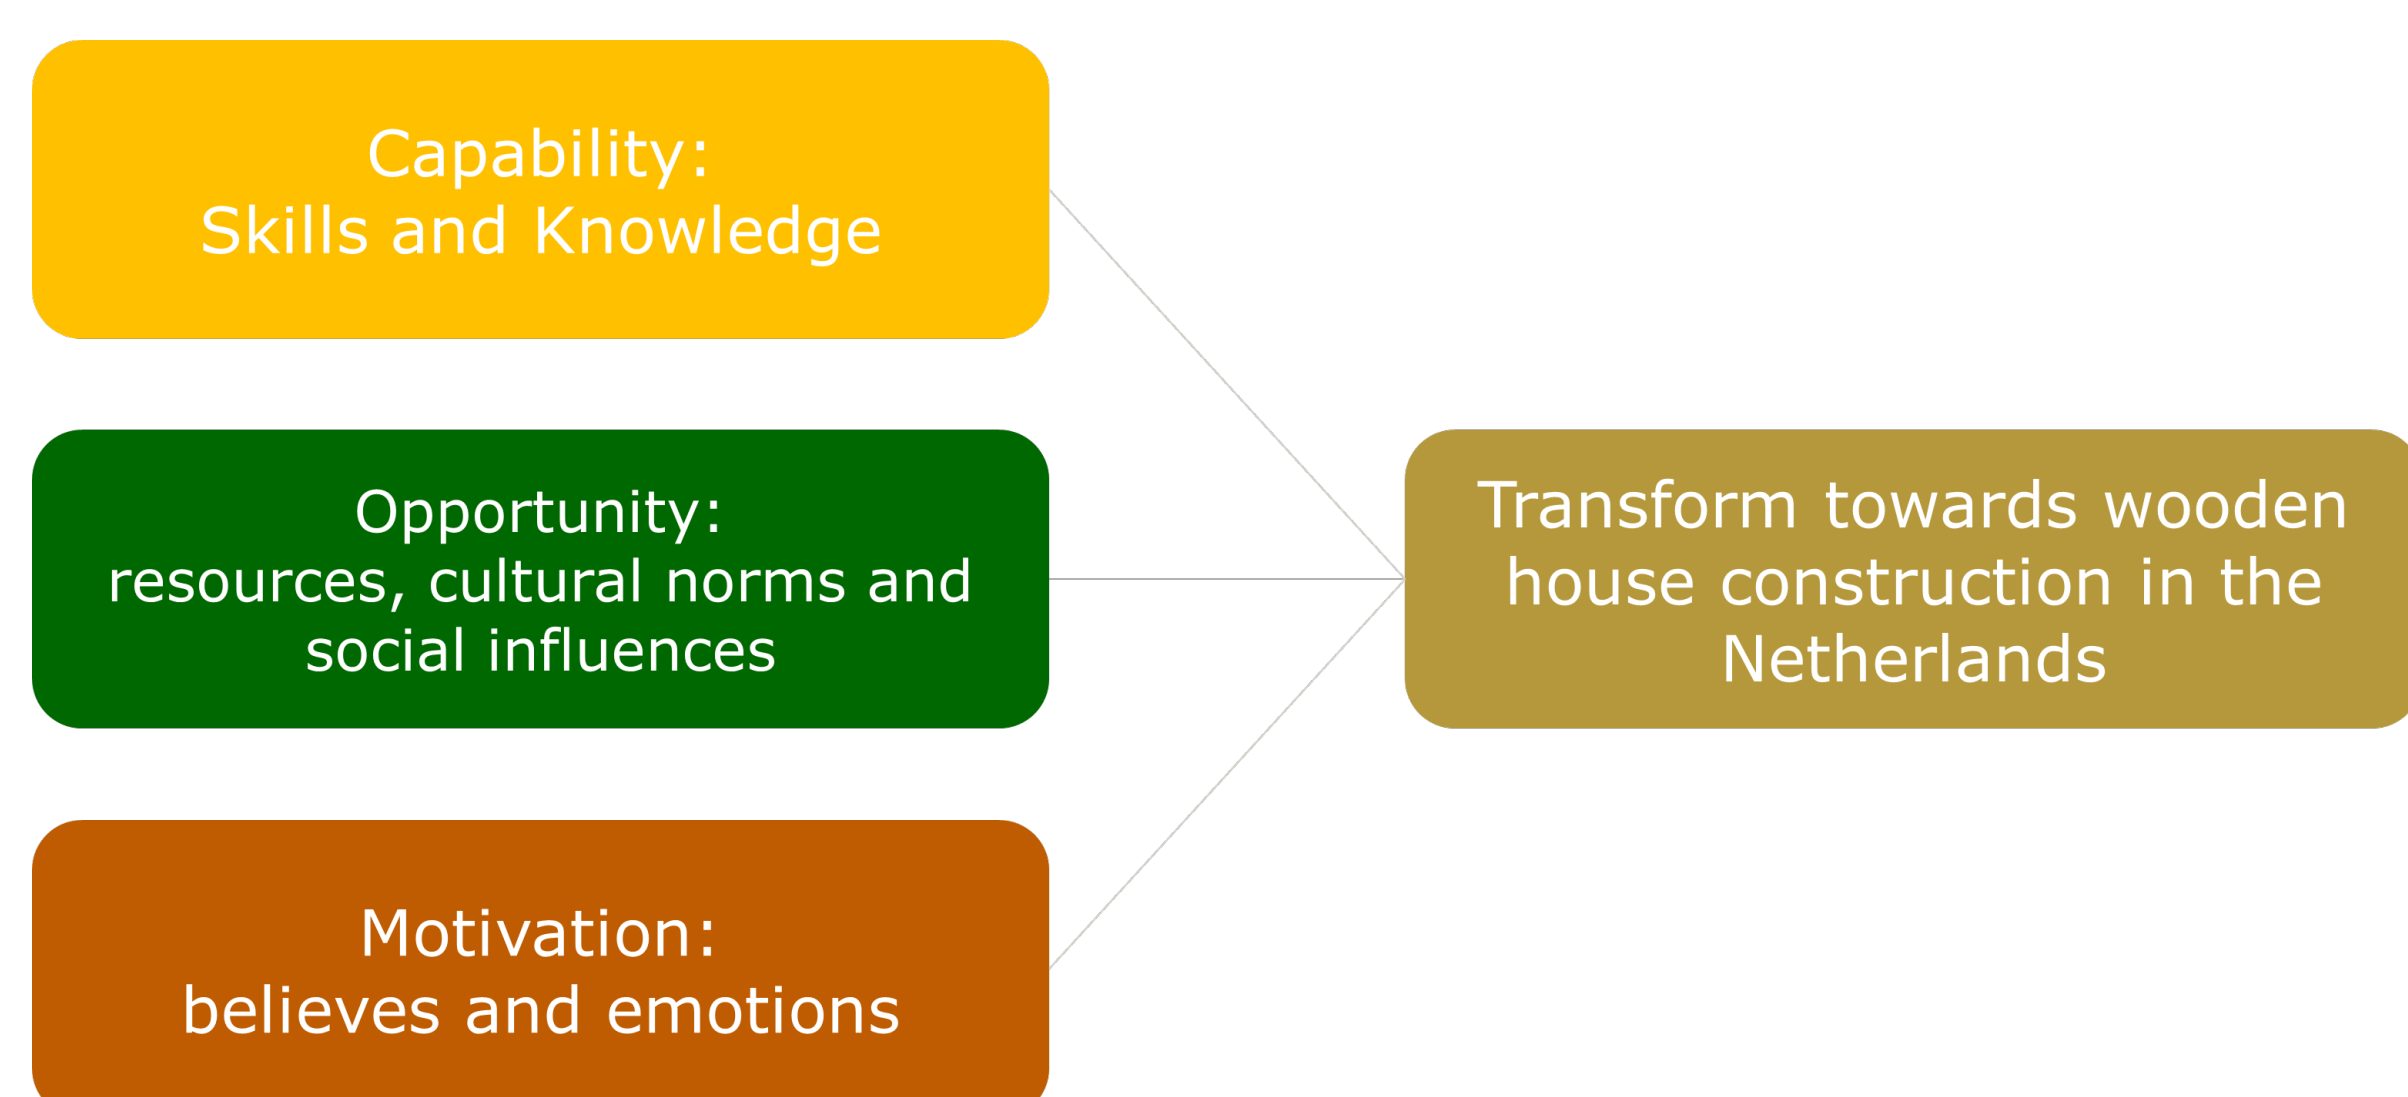 Capability:
Skills and Knowledge
Opportunity:
resources, cultural norms and
social influences
Motivation:
believes and emotions
Transform towards wooden
house construction in the
Netherlands